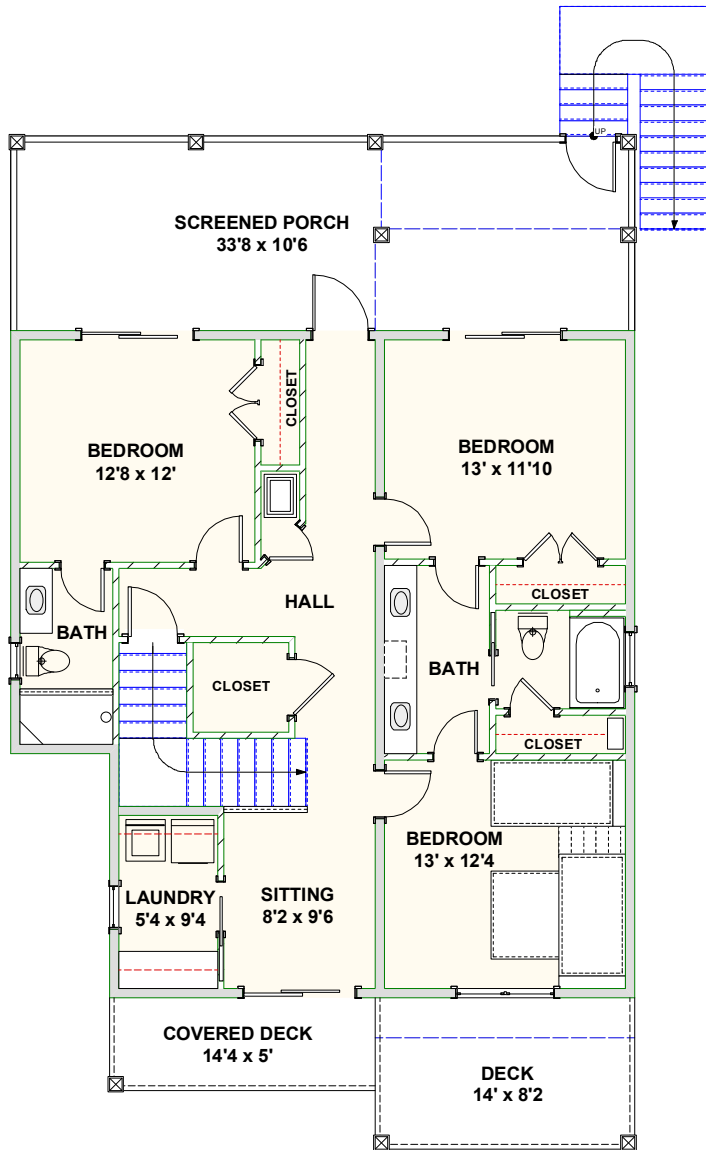 UP
SCREENED PORCH
33'8 x 10'6
CLOSET
BEDROOM
12'8 x 12'
BEDROOM
13' x 11'10
CLOSET
HALL
BATH
BATH
CLOSET
CLOSET
BEDROOM
13' x 12'4
LAUNDRY
5'4 x 9'4
SITTING
8'2 x 9'6
COVERED DECK
14'4 x 5'
DECK
14' x 8'2